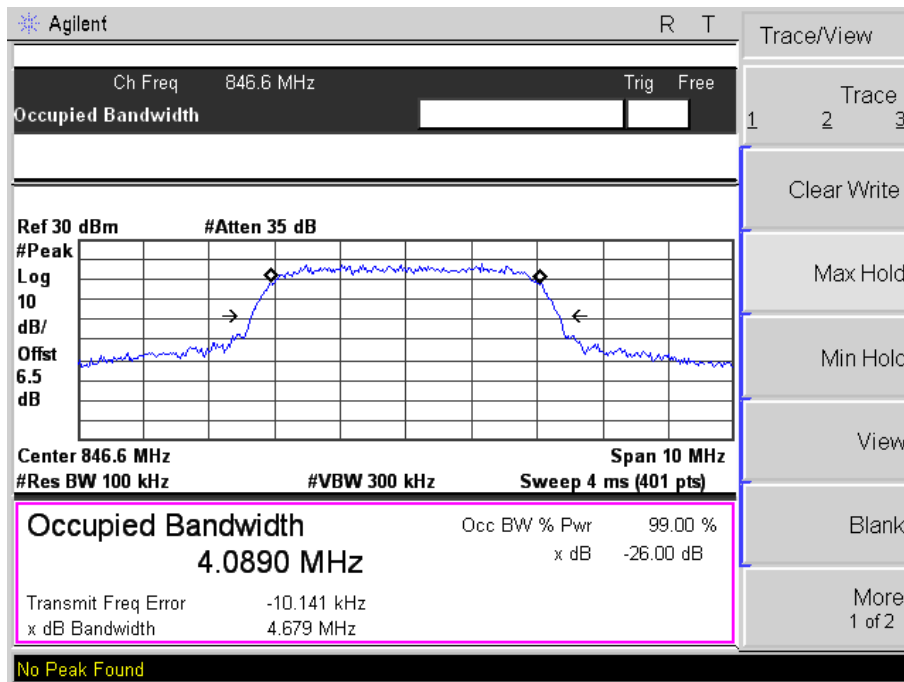 Agilent R T
Trace/View
Ch Freq 846.6 MHz Trig Free
Occupied Bandwidth
Trace
1 2 3
Clear Write
Max Hold
Min Hold
View
Blank
More
1 of 2
Ref 30 dBm #Atten 35 dB
#Peak
Log
10
dB/
Offst
6.5
dB
Center 846.6 MHz Span 10 MHz
#Res BW 100 kHz #VBW 300 kHz Sweep 4 ms (401 pts)
Occupied Bandwidth
4.0890 MHz
Occ BW % Pwr 99.00 %
x dB -26.00 dB
Transmit Freq Error -10.141 kHz
x dB Bandwidth 4.679 MHz
No Peak Found